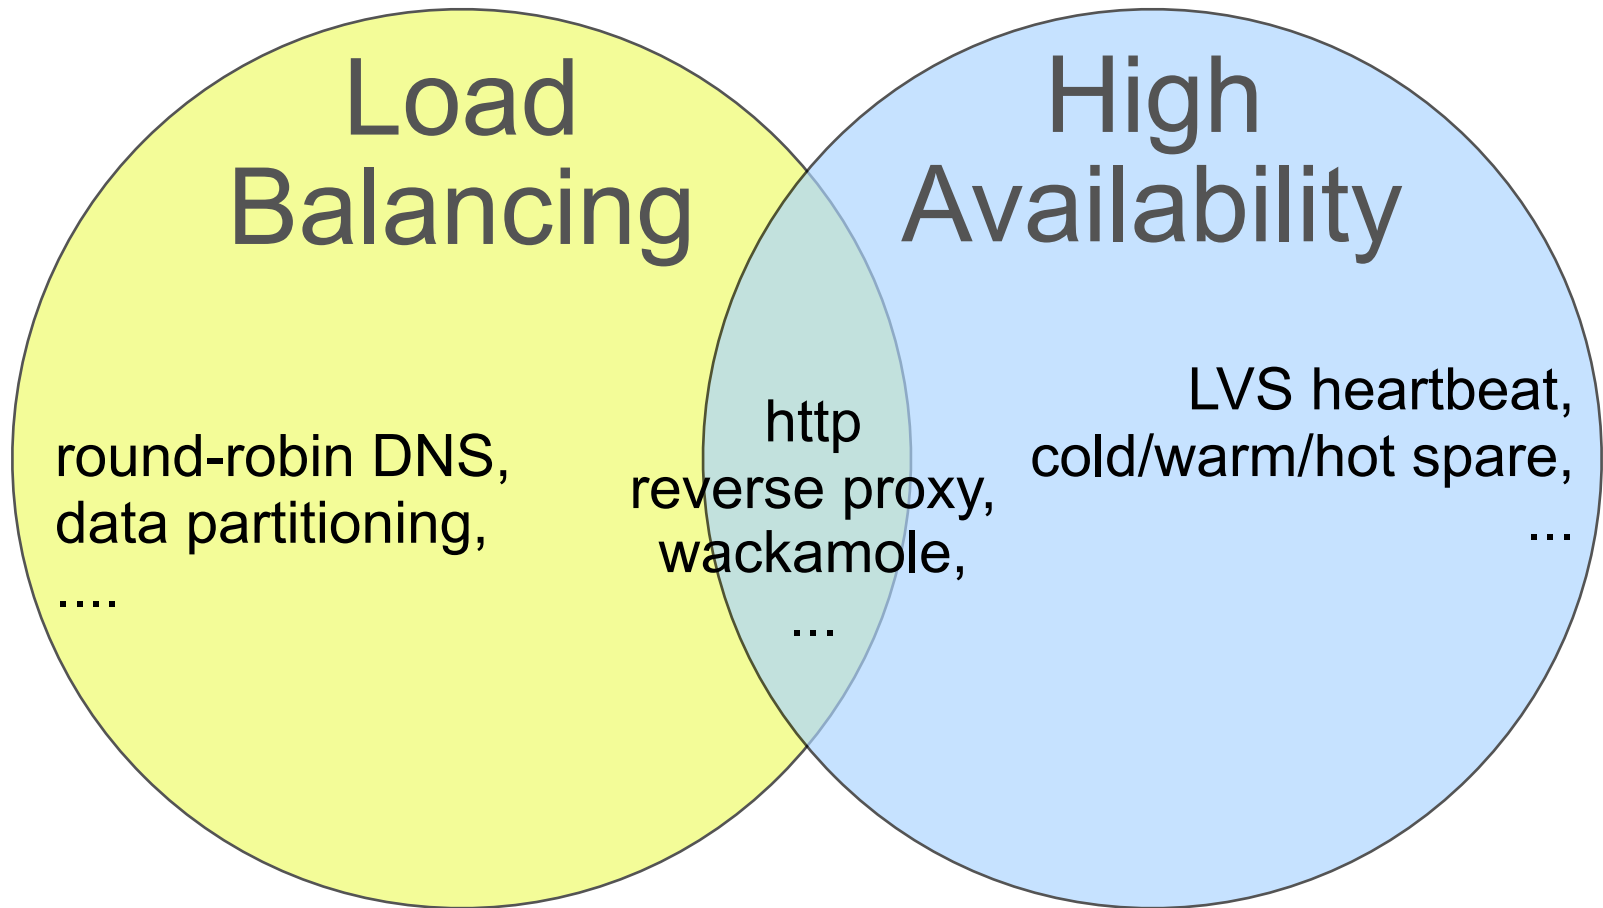 Load
Balancing
High
Availability
round-robin DNS,
data partitioning,
....
http
reverse proxy,
wackamole,
...
LVS heartbeat,
cold/warm/hot spare,
...